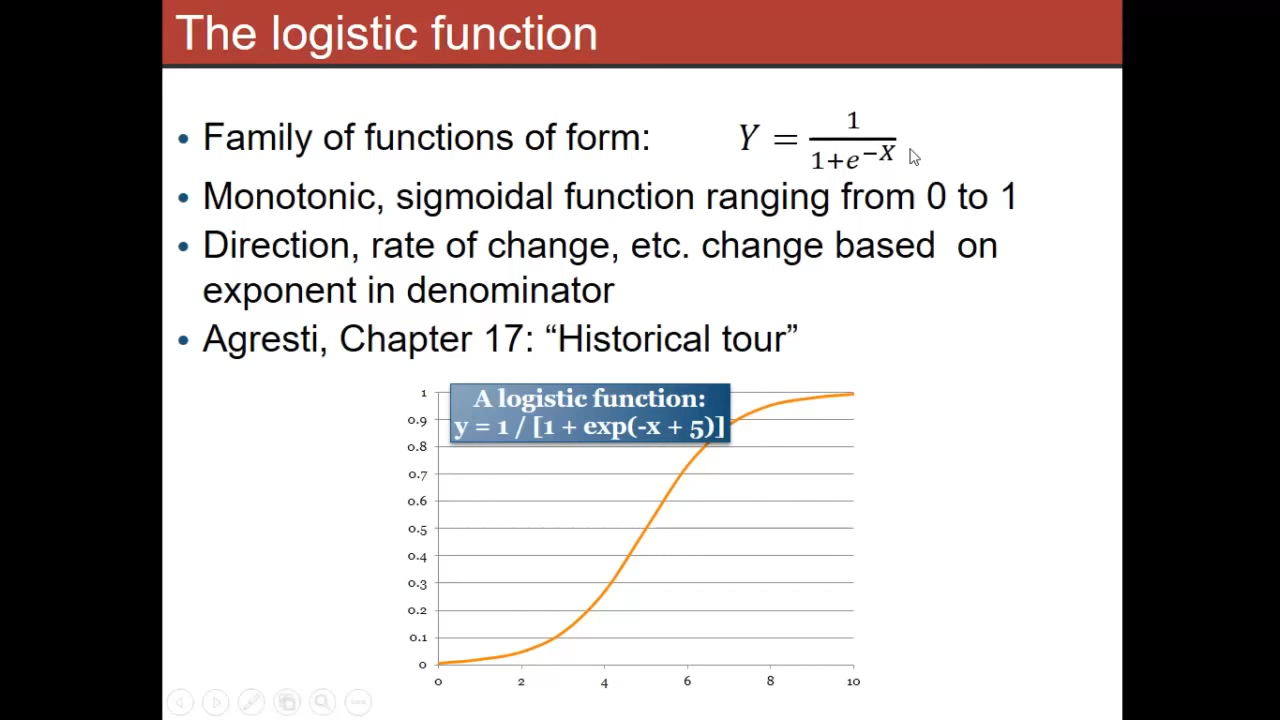 The logistic function
• Family of functions of form: Y = 1 / 1+e^−X
• Monotonic, sigmoidal function ranging from 0 to 1
• Direction, rate of change, etc. change based on
exponent in denominator
• Agresti, Chapter 17: “Historical tour”
A logistic function:
y = 1 / [1 + exp(-x + 5)]
1
0.9
0.8
0.7
0.6
0.5
0.4
0.3
0.2
0.1
0
0 2 4 6 8 10